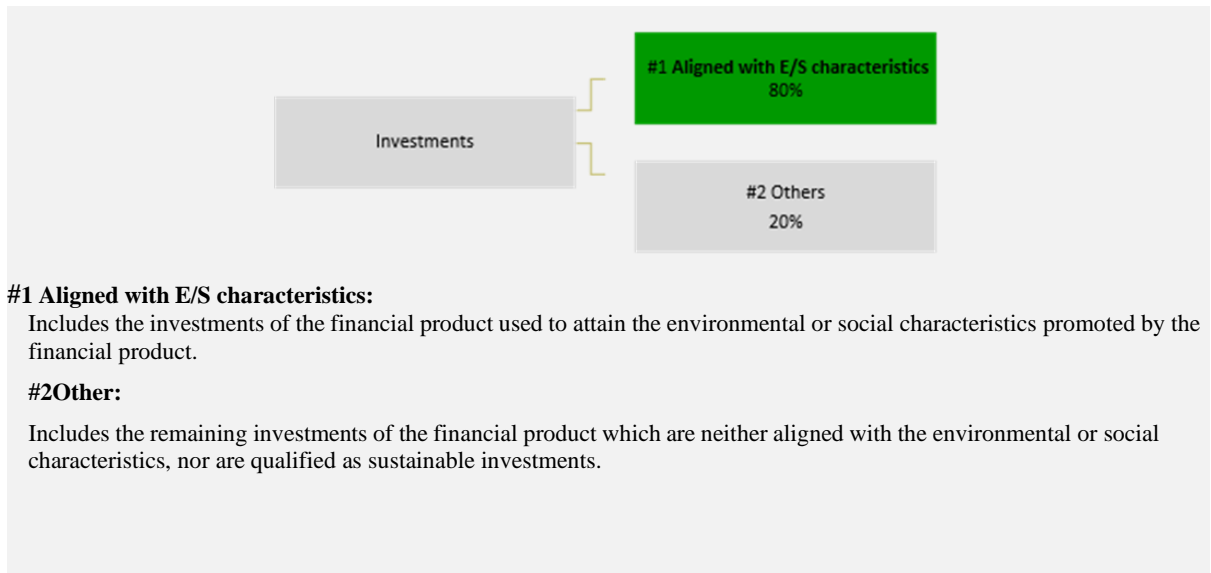 #1 Aligned with E/S characteristics
80%
Investments
#2 Others
20%
#1 Aligned with E/S characteristics:
Includes the investments of the financial product used to attain the environmental or social characteristics promoted by the
financial product.
#2Other:
Includes the remaining investments of the financial product which are neither aligned with the environmental or social
characteristics, nor are qualified as sustainable investments.